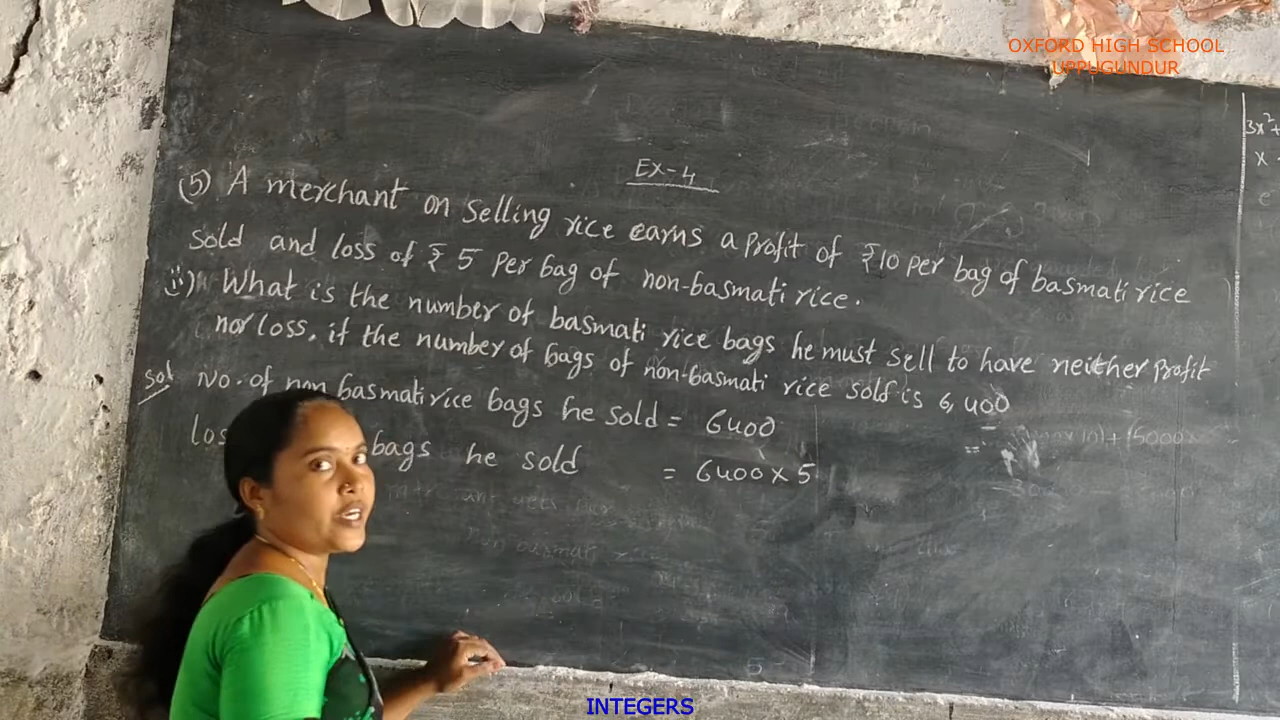 OXFORD HIGH SCHOOL
UPPUGUNDUR
Ex-4
(5) A merchant on selling rice earns a profit of ₹10 per bag of basmati rice
sold and loss of ₹ 5 per bag of non-basmati rice.
ii) What is the number of basmati rice bags he must sell to have neither profit
nor loss, if the number of bags of non-basmati rice sold is 6,400
Sol No. of non basmati rice bags he sold = 6400
bags he sold = 6400 x 5
3x²+
x
INTEGERS